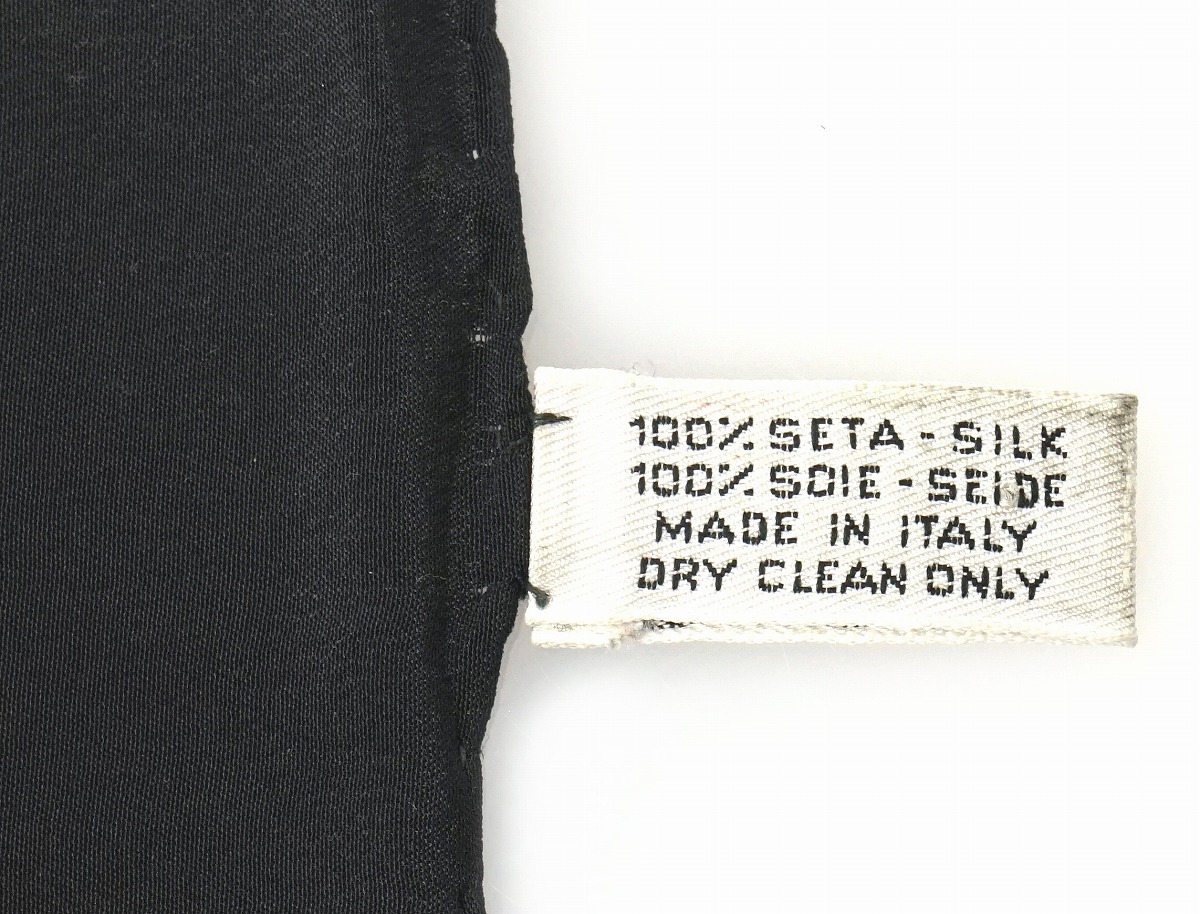 100% SETA - SILK
100% SOIE - SEIDE
MADE IN ITALY
DRY CLEAN ONLY